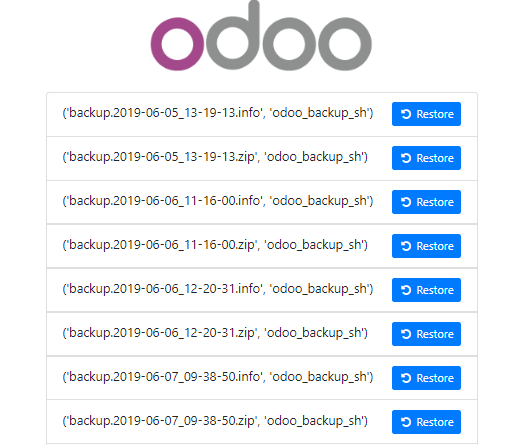 odoo
('backup.2019-06-05_13-19-13.info', 'odoo_backup_sh') Restore
('backup.2019-06-05_13-19-13.zip', 'odoo_backup_sh') Restore
('backup.2019-06-06_11-16-00.info', 'odoo_backup_sh') Restore
('backup.2019-06-06_11-16-00.zip', 'odoo_backup_sh') Restore
('backup.2019-06-06_12-20-31.info', 'odoo_backup_sh') Restore
('backup.2019-06-06_12-20-31.zip', 'odoo_backup_sh') Restore
('backup.2019-06-07_09-38-50.info', 'odoo_backup_sh') Restore
('backup.2019-06-07_09-38-50.zip', 'odoo_backup_sh') Restore